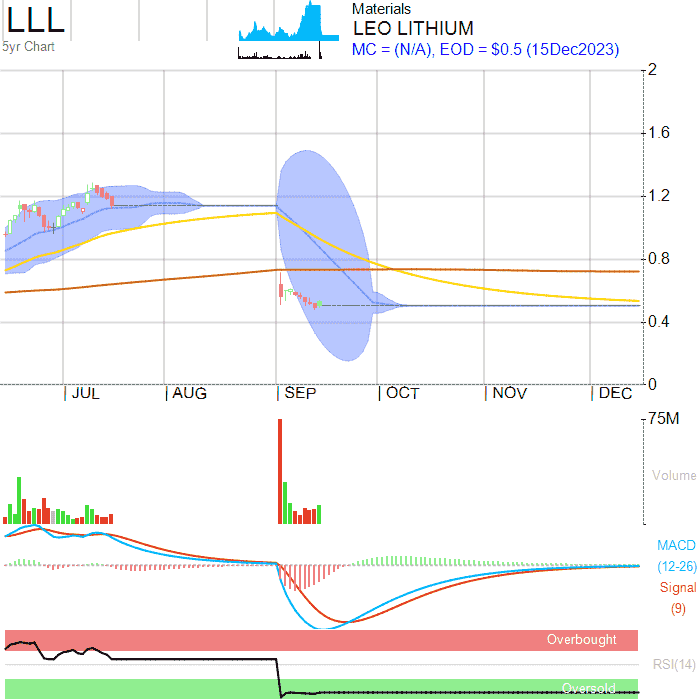 LLL
5yr Chart
Materials
LEO LITHIUM
MC = (N/A), EOD = $0.5 (15Dec2023)
2
1.6
1.2
0.8
0.4
0
JUL AUG SEP OCT NOV DEC
75M
Volume
MACD
(12-26)
Signal
(9)
Overbought
RSI(14)
Oversold